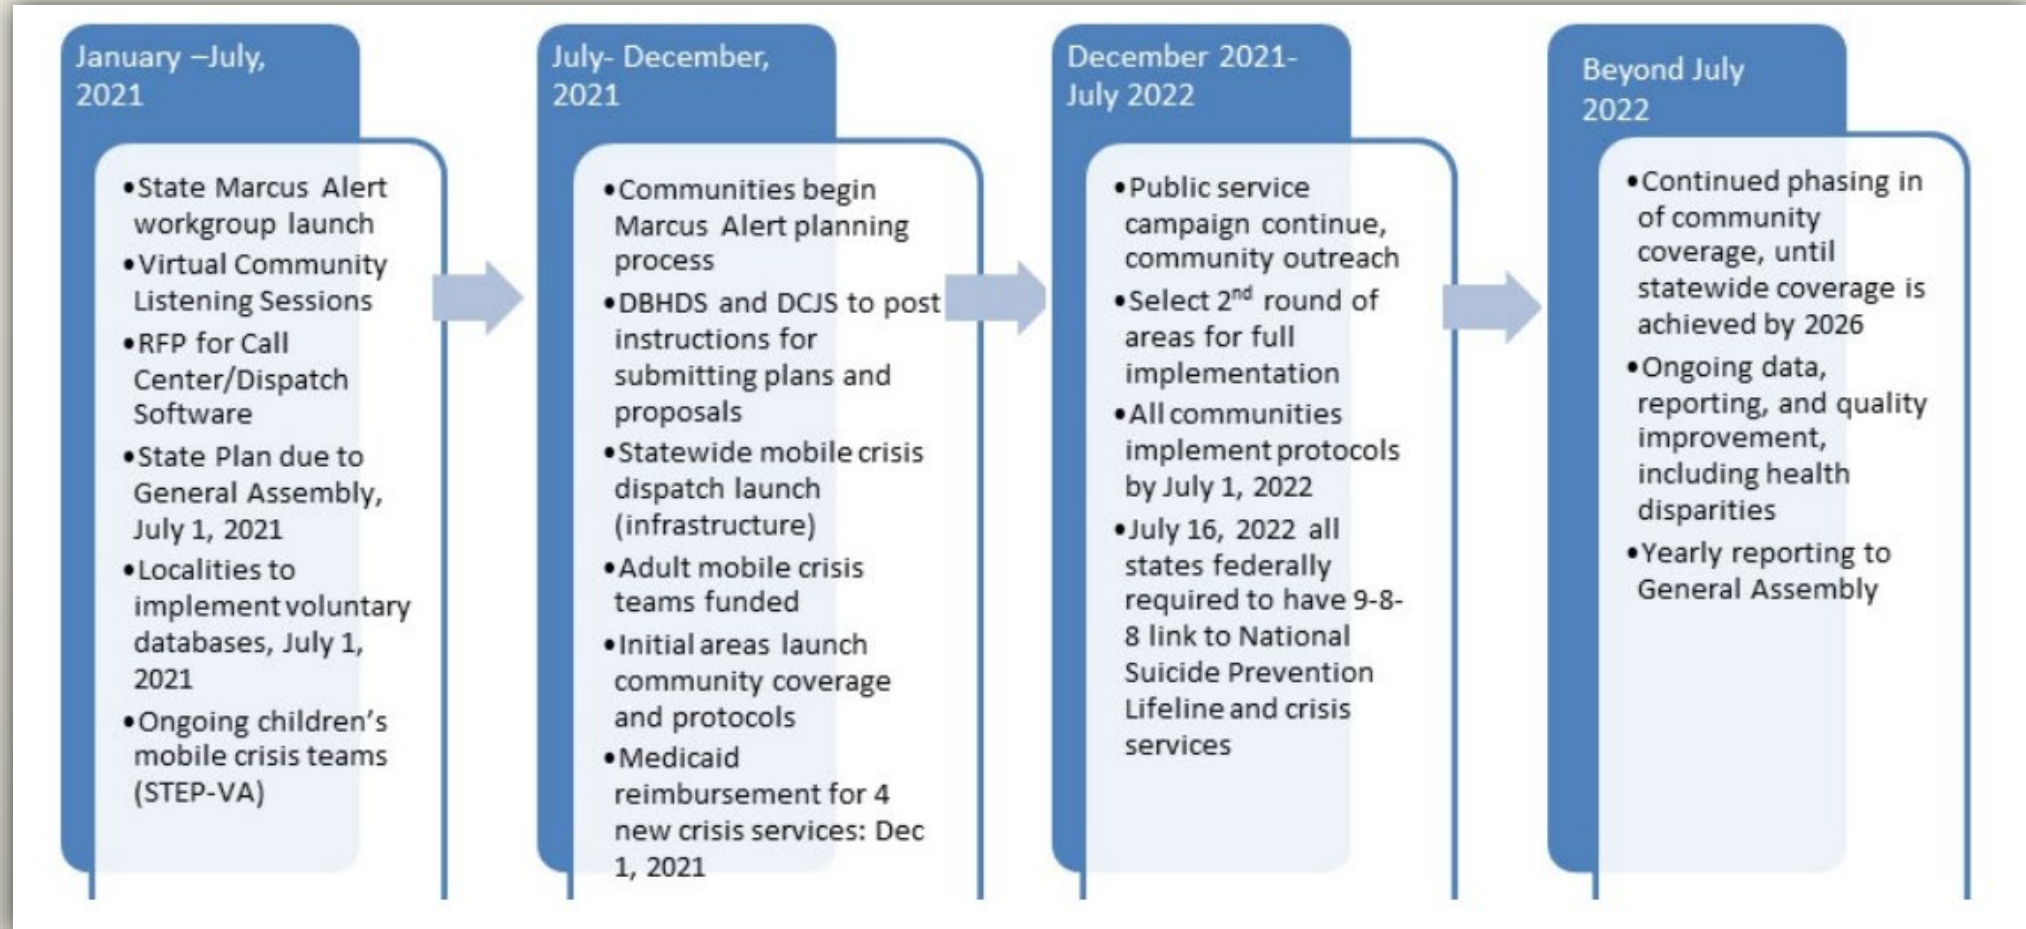 January –July,
2021
•State Marcus Alert
workgroup launch
•Virtual Community
Listening Sessions
•RFP for Call
Center/Dispatch
Software
•State Plan due to
General Assembly,
July 1, 2021
•Localities to
implement voluntary
databases, July 1,
2021
•Ongoing children’s
mobile crisis teams
(STEP-VA)
July- December,
2021
•Communities begin
Marcus Alert planning
process
•DBHDS and DCJS to post
instructions for
submitting plans and
proposals
•Statewide mobile crisis
dispatch launch
(infrastructure)
•Adult mobile crisis
teams funded
•Initial areas launch
community coverage
and protocols
•Medicaid
reimbursement for 4
new crisis services: Dec
1, 2021
December 2021-
July 2022
•Public service
campaign continue,
community outreach
•Select 2nd round of
areas for full
implementation
•All communities
implement protocols
by July 1, 2022
•July 16, 2022 all
states federally
required to have 9-8-
8 link to National
Suicide Prevention
Lifeline and crisis
services
Beyond July
2022
•Continued phasing in
of community
coverage, until
statewide coverage is
achieved by 2026
•Ongoing data,
reporting, and quality
improvement,
including health
disparities
•Yearly reporting to
General Assembly